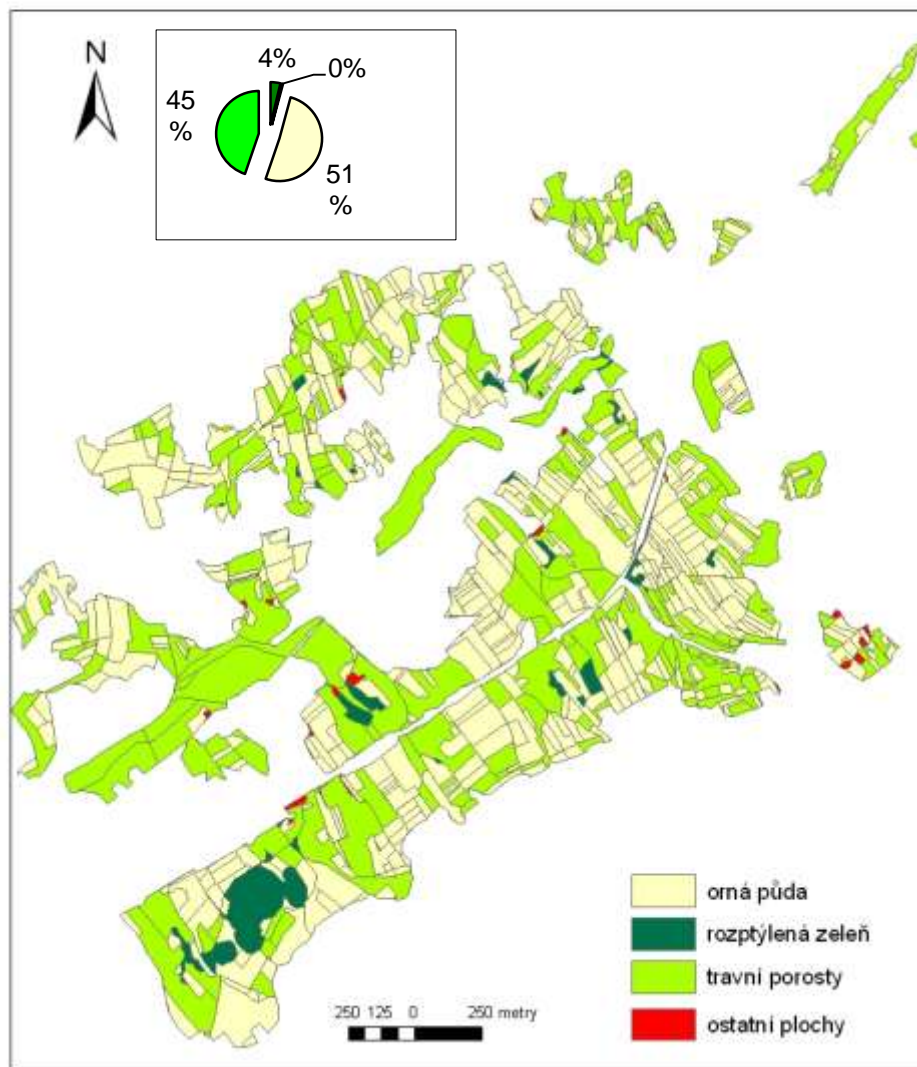 N
4%
0%
45
%
51
%
orná půda
rozptýlená zeleň
travní porosty
ostatní plochy
250 125 0 250 metry